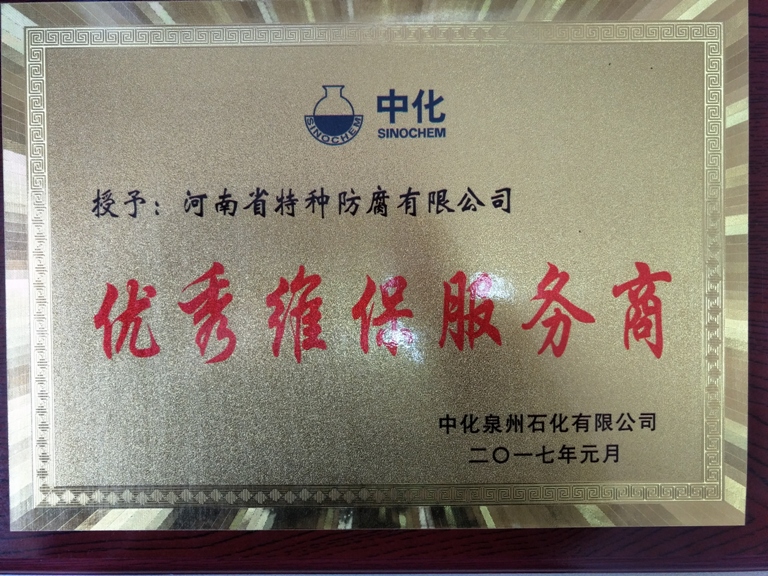 中化
SINOCHEM
SINOCHEM
授予：河南省特种防腐有限公司
优秀维保服务商
中化泉州石化有限公司
二〇一七年元月